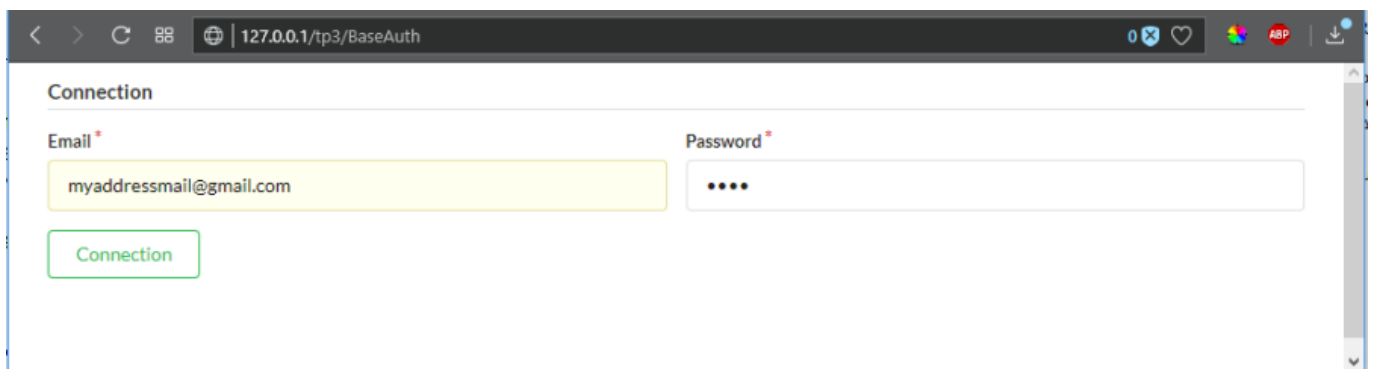 127.0.0.1/tp3/BaseAuth
0
ABP
Connection
Email *
Password *
myaddressmail@gmail.com
••••
Connection